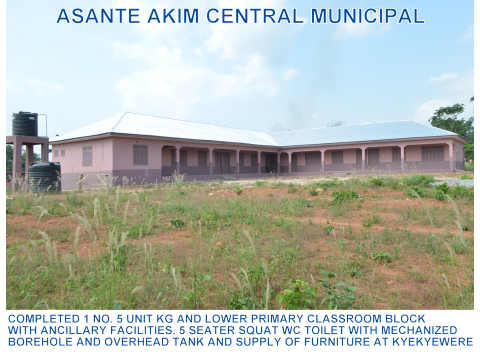 ASANTE AKIM CENTRAL MUNICIPAL
COMPLETED 1 NO. 5 UNIT KG AND LOWER PRIMARY CLASSROOM BLOCK
WITH ANCILLARY FACILITIES, 5 SEATER SQUAT WC TOILET WITH MECHANIZED
BOREHOLE AND OVERHEAD TANK AND SUPPLY OF FURNITURE AT KYEKYEWERE